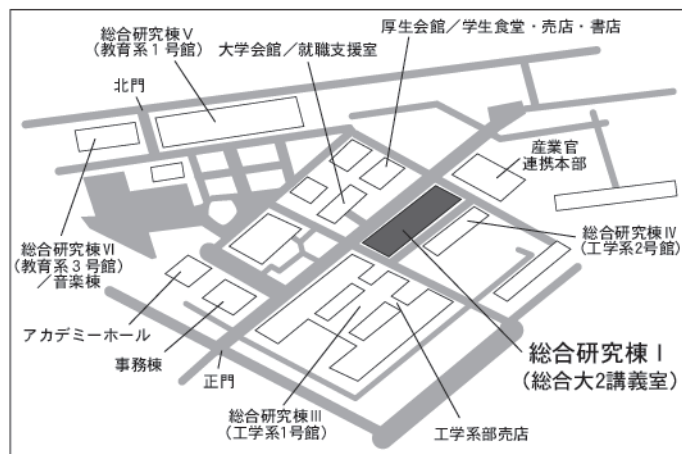 総合研究棟Ⅴ
(教育系1号館)
大学会館／就職支援室
厚生会館／学生食堂・売店・書店
北門
産業官
連携本部
総合研究棟Ⅳ
(工学系2号館)
総合研究棟Ⅵ
(教育系3号館)
／音楽棟
アカデミーホール
事務棟
正門
総合研究棟Ⅲ
(工学系1号館)
工学系部売店
総合研究棟Ⅰ
(総合大2講義室)